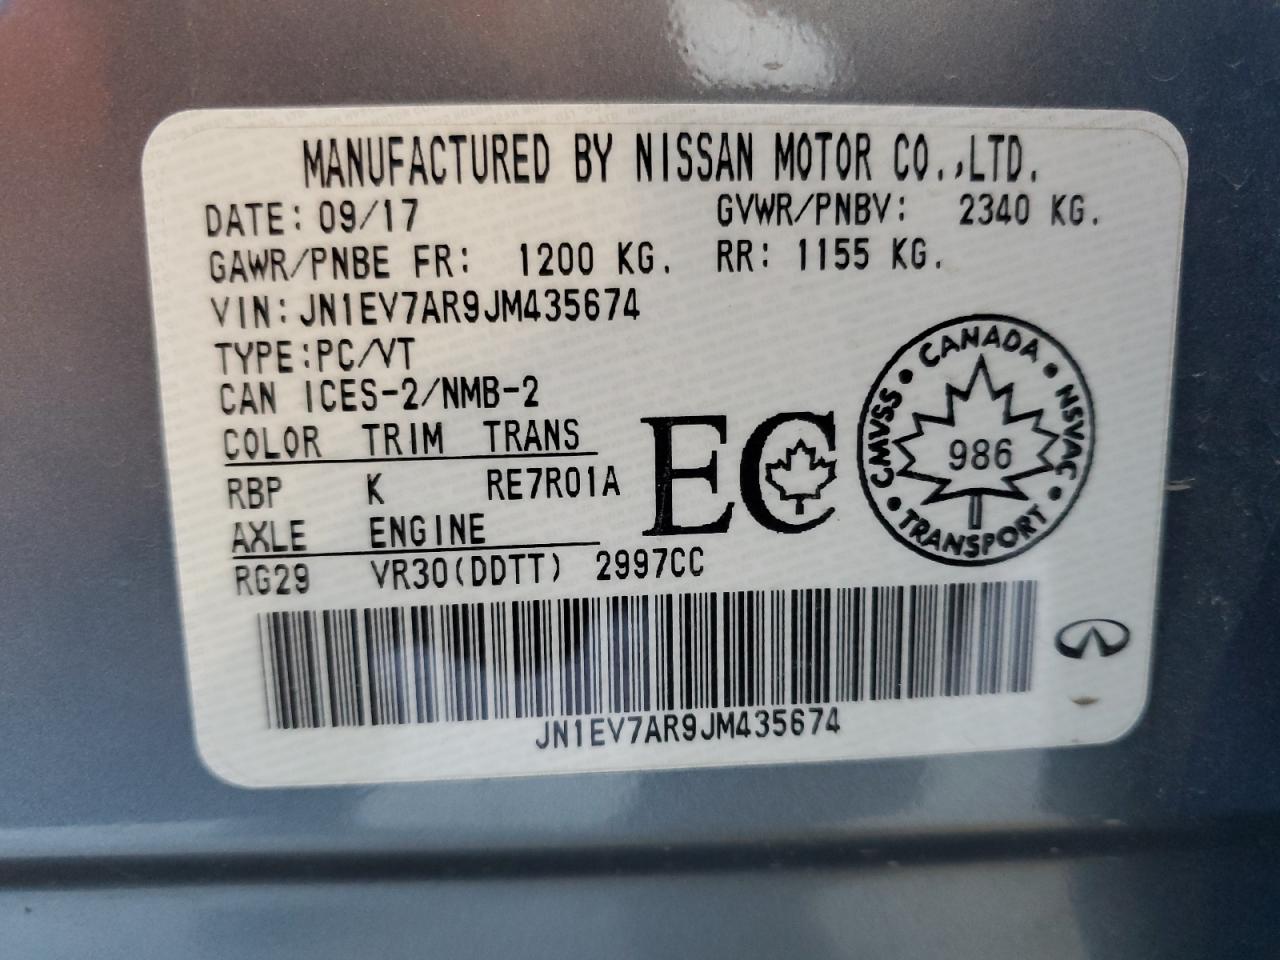 MANUFACTURED BY NISSAN MOTOR CO.,LTD.
DATE: 09/17 GVWR/PNBV: 2340 KG.
GAWR/PNBE FR: 1200 KG. RR: 1155 KG.
VIN: JN1EV7AR9JM435674
TYPE:PC/VT
CAN ICES-2/NMB-2
COLOR TRIM TRANS
RBP K RE7R01A
AXLE ENGINE
RG29 VR30(DDTT) 2997CC
EC
CANADA • NSVAC • TRANSPORT • CMVSS •
986
JN1EV7AR9JM435674